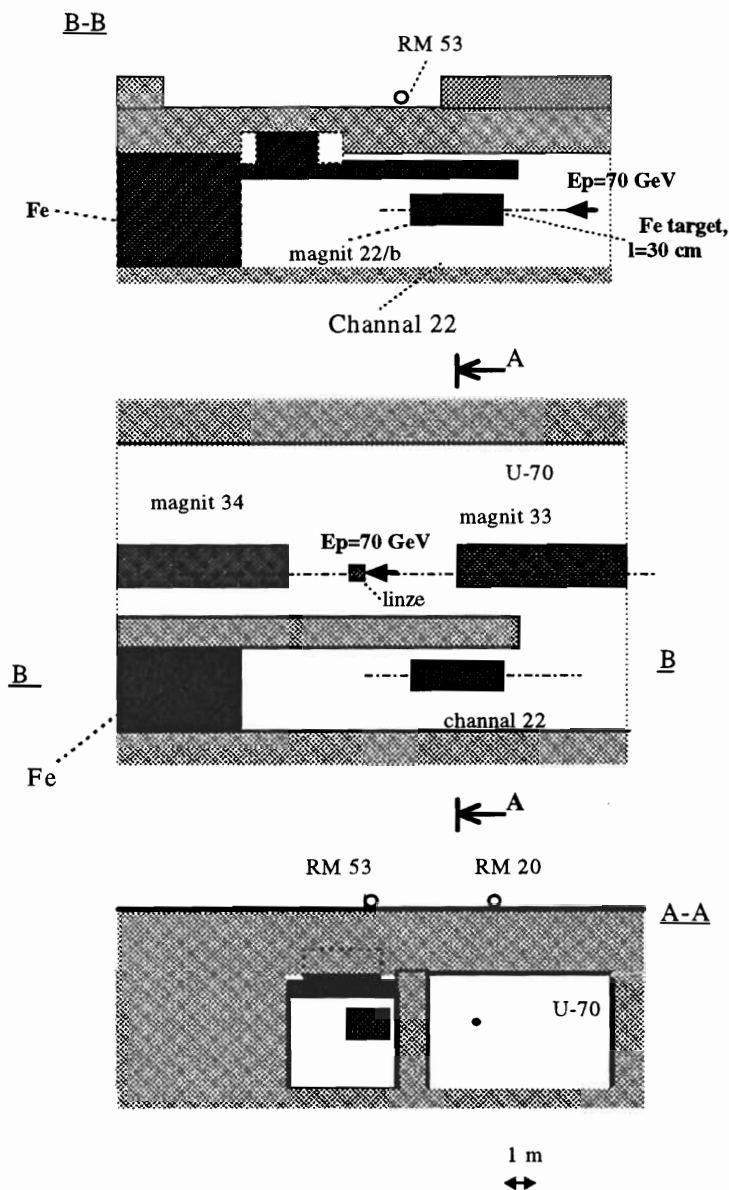 B-B
RM 53
Ep=70 GeV
Fe
Fe target,
l=30 cm
magnit 22/b
Channal 22
A
U-70
magnit 34
magnit 33
Ep=70 GeV
linze
B
B
channal 22
Fe
A
RM 53
RM 20
A-A
U-70
1 m